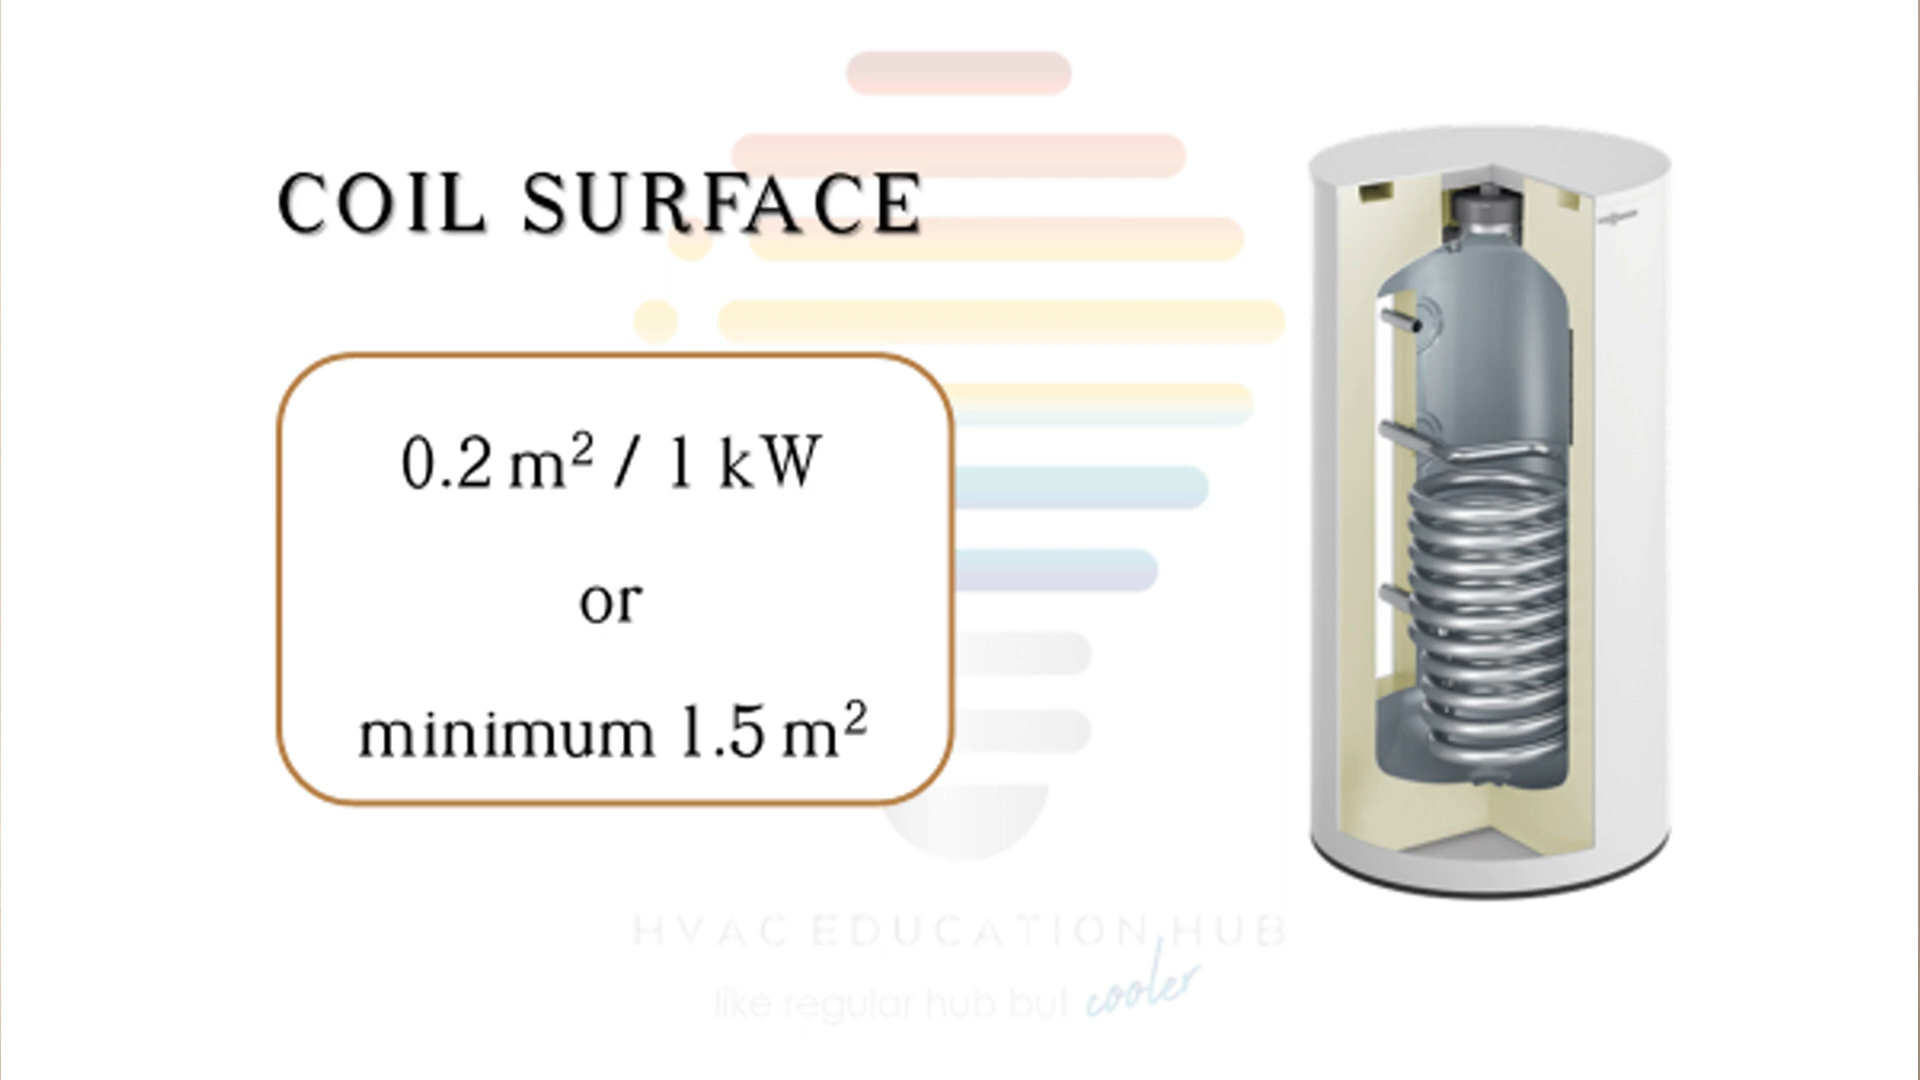 COIL SURFACE
0.2 m² / 1 kW
or
minimum 1.5 m²
HVAC EDUCATION HUB
like regular hub but cooler